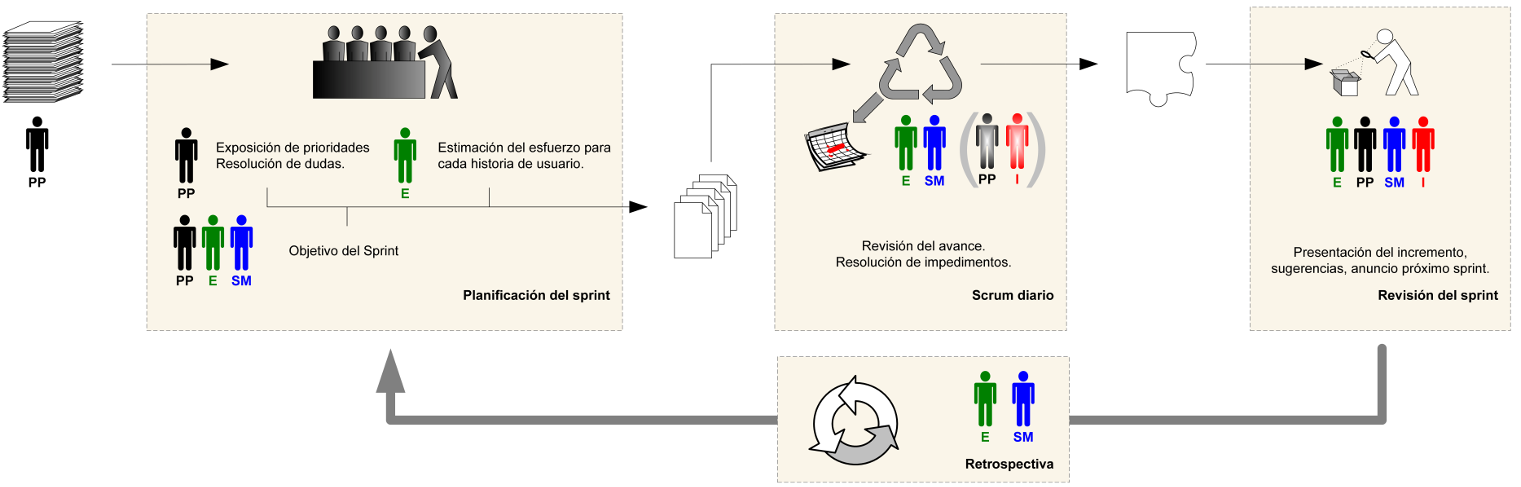 PP
PP
Exposición de prioridades
Resolución de dudas.
E
Estimación del esfuerzo para
cada historia de usuario.
PP E SM
Objetivo del Sprint
Planificación del sprint
E SM ( PP I )
Revisión del avance.
Resolución de impedimentos.
Scrum diario
E PP SM I
Presentación del incremento,
sugerencias, anuncio próximo sprint.
Revisión del sprint
E SM
Retrospectiva